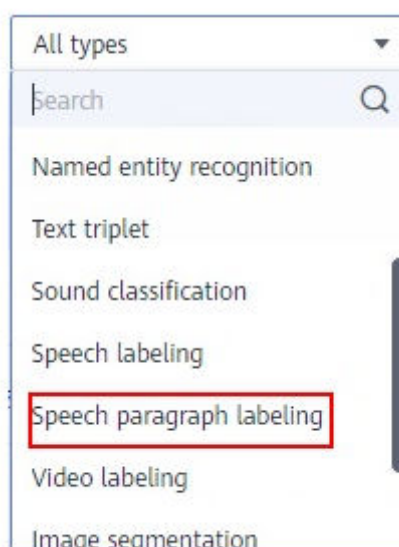 All types
Search
Named entity recognition
Text triplet
Sound classification
Speech labeling
Speech paragraph labeling
Video labeling
Image segmentation